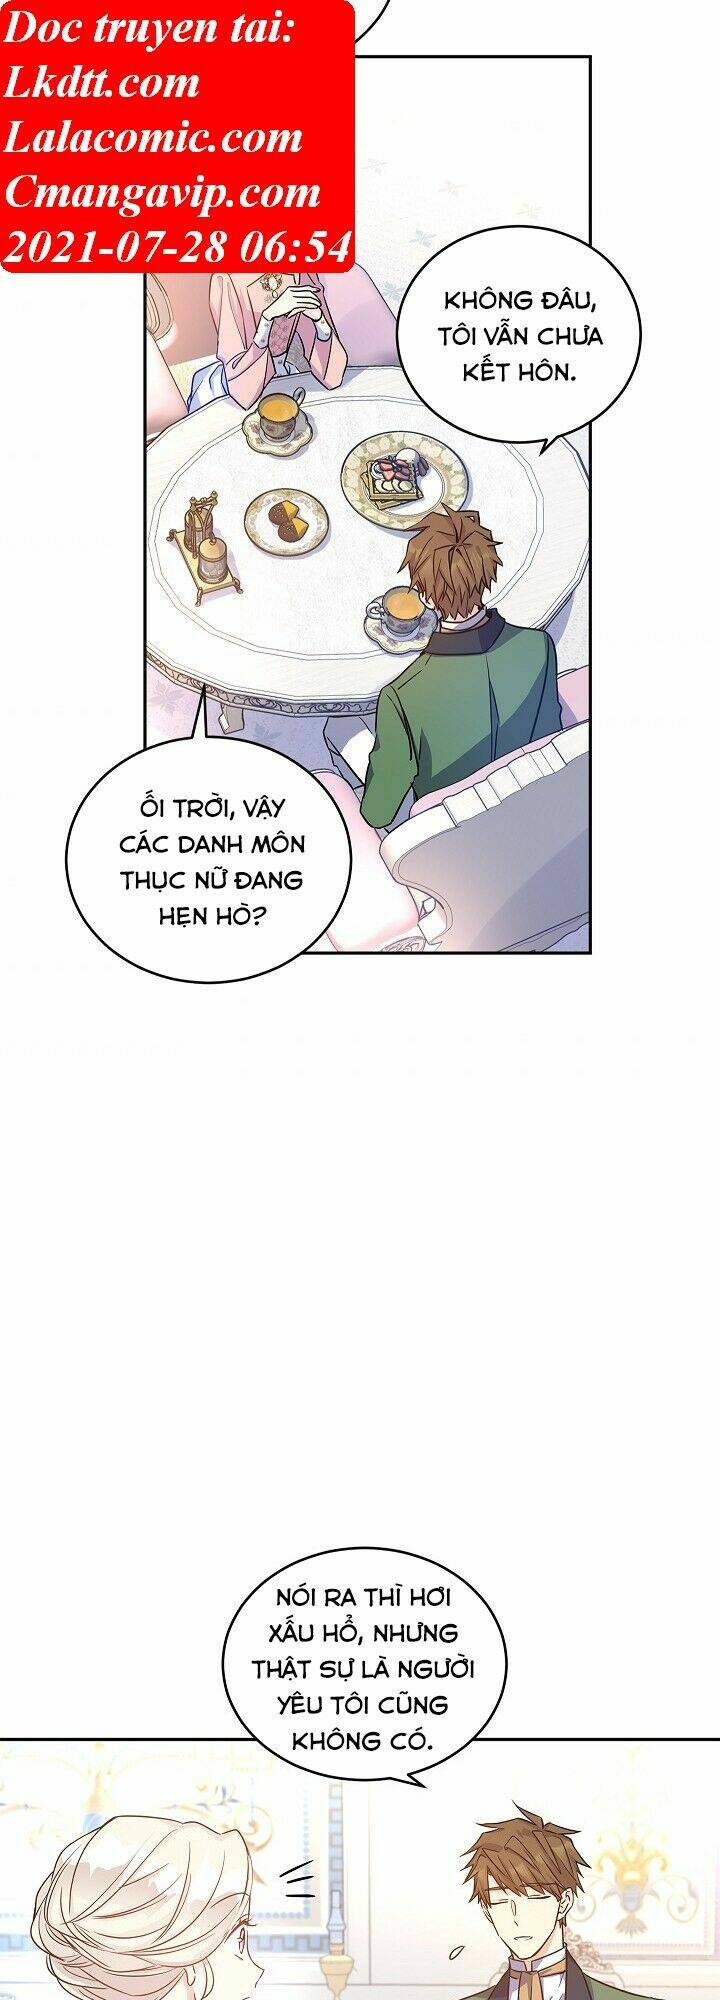 Doc truyen tai:
Lkdtt.com
Lalacomic.com
Cmangavip.com
2021-07-28 06:54
KHÔNG ĐÂU,
TÔI VẪN CHƯA
KẾT HÔN.
ỐI TRỜI, VẬY
CÁC DANH MÔN
THỤC NỮ ĐANG
HẸN HÒ?
NÓI RA THÌ HƠI
XẤU HỔ, NHƯNG
THẬT SỰ LÀ NGƯỜI
YÊU TÔI CŨNG
KHÔNG CÓ.